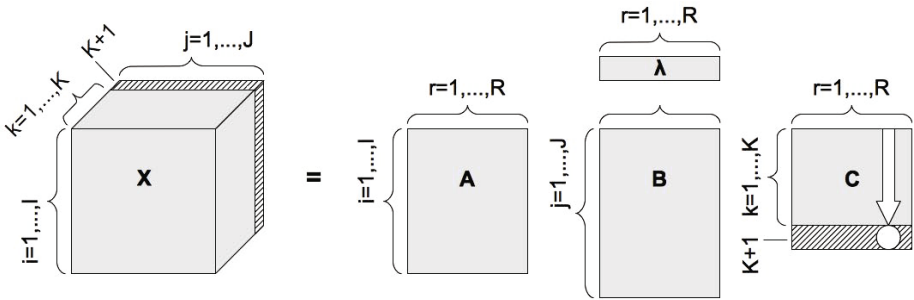 K+1
j=1,...,J
k=1,...,K
i=1,...,I
X
=
r=1,...,R
i=1,...,I
A
r=1,...,R
λ
j=1,...,J
B
r=1,...,R
k=1,...,K
C
K+1